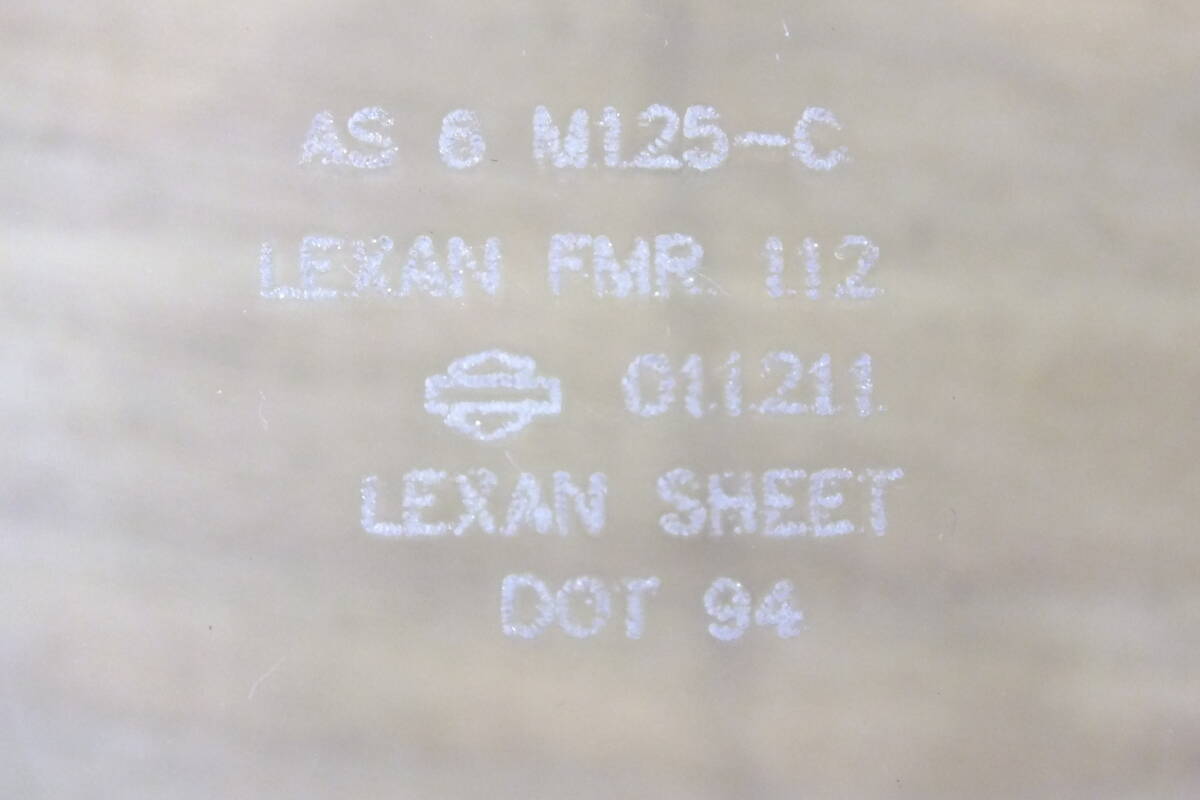 AS 6 M125-C
LEXAN FMR 112
011211
LEXAN SHEET
DOT 94